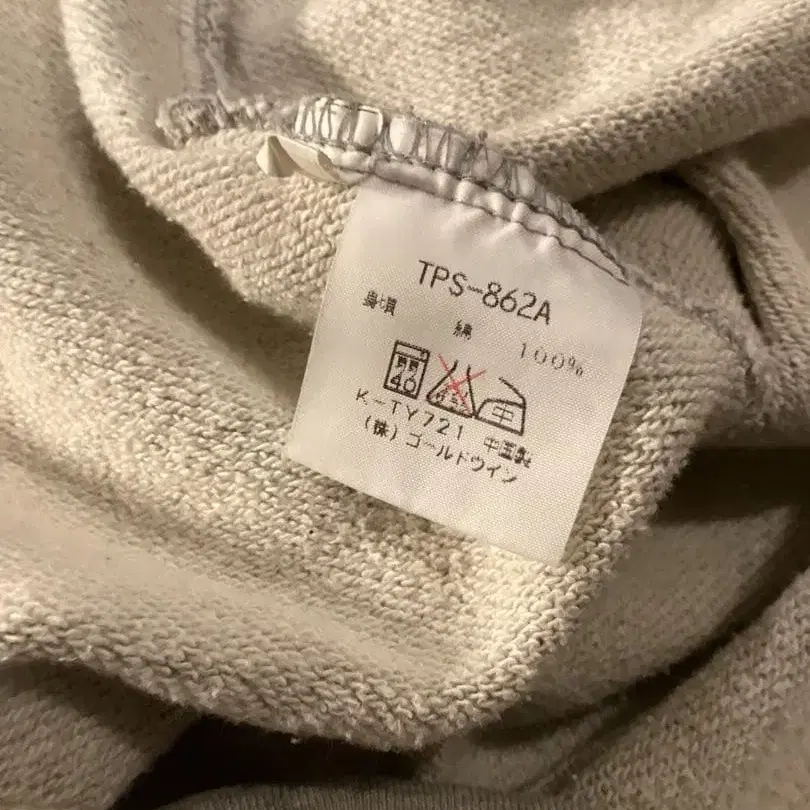 TPS-862A
身頃 綿 100%
40 中
K-TY721 中国製
(株)ゴールドウイン